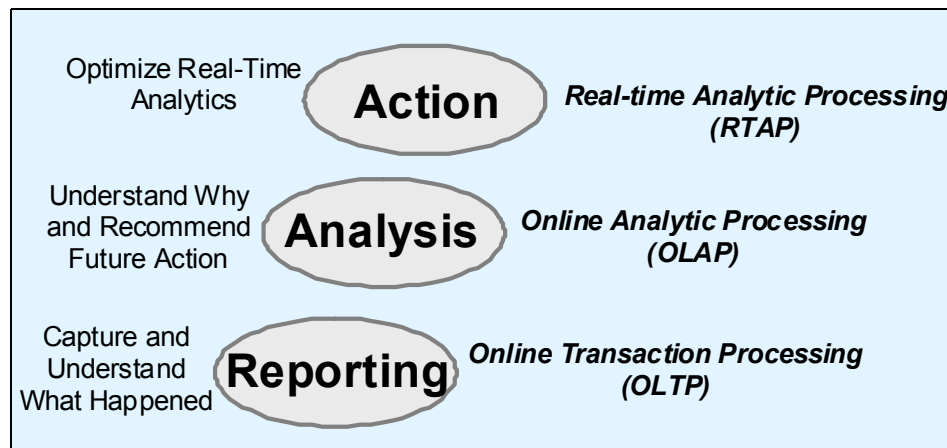 Optimize Real-Time
Analytics
Action
Real-time Analytic Processing
(RTAP)
Understand Why
and Recommend
Future Action
Analysis
Online Analytic Processing
(OLAP)
Capture and
Understand
What Happened
Reporting
Online Transaction Processing
(OLTP)